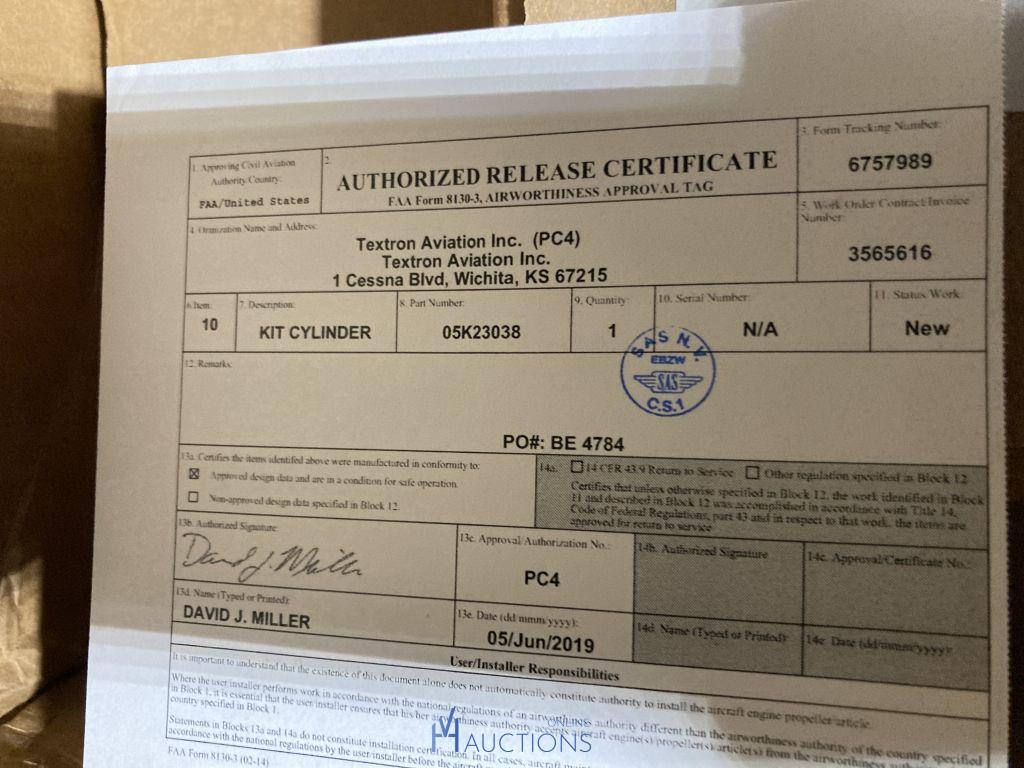 1. Approving Civil Aviation
Authority/Country:
FAA/United States
2.
AUTHORIZED RELEASE CERTIFICATE
FAA Form 8130-3, AIRWORTHINESS APPROVAL TAG
3. Form Tracking Number:
6757989
4. Orgnization Name and Address:
Textron Aviation Inc. (PC4)
Textron Aviation Inc.
1 Cessna Blvd, Wichita, KS 67215
5. Work Order Contract/Invoice
Number:
3565616
6. Item:
10
7. Description:
KIT CYLINDER
8. Part Number:
05K23038
9. Quantity:
1
10. Serial Number:
N/A
11. Status/Work:
New
SAS N.V.
EBZW
SAS
C.S.1
12. Remarks:
PO#: BE 4784
13a. Certifies the items identifed above were manufactured in conformity to:
Approved design data and are in a condition for safe operation.
Non-approved design data specified in Block 12.
14a. 14 CFR 43.9 Return to Service Other regulation specified in Block 12
Certifies that unless otherwise specified in Block 12, the work identified in Block
11 and described in Block 12 was accomplished in accordance with Title 14,
Code of Federal Regulations, part 43 and in respect to that work, the items are
approved for return to service
13b. Authorized Signature:
David J. Miller
13c. Approval/Authorization No.:
PC4
14b. Authorized Signature
14c. Approval/Certificate No.:
13d. Name (Typed or Printed):
DAVID J. MILLER
13e. Date (dd/mmm/yyyy):
05/Jun/2019
14d. Name (Typed or Printed):
14e. Date (dd/mmm/yyyy):
User/Installer Responsibilities
It is important to understand that the existence of this document alone does not automatically constitute authority to install the aircraft engine propeller article.
Where the user/installer performs work in accordance with the national regulations of an airworthiness authority different than the airworthiness authority of the country specified
in Block 1, it is essential that the user/installer ensures that his/her airworthiness authority accepts aircraft engine(s)/propeller(s)/article(s) from the airworthiness authority
country specified in Block 1.
Statements in Blocks 13a and 14a do not constitute installation certification. In all cases, aircraft
accordance with the national regulations by the user/installer before the aircraft
FAA Form 8130-3 (02-14)
ONLINE
AUCTIONS